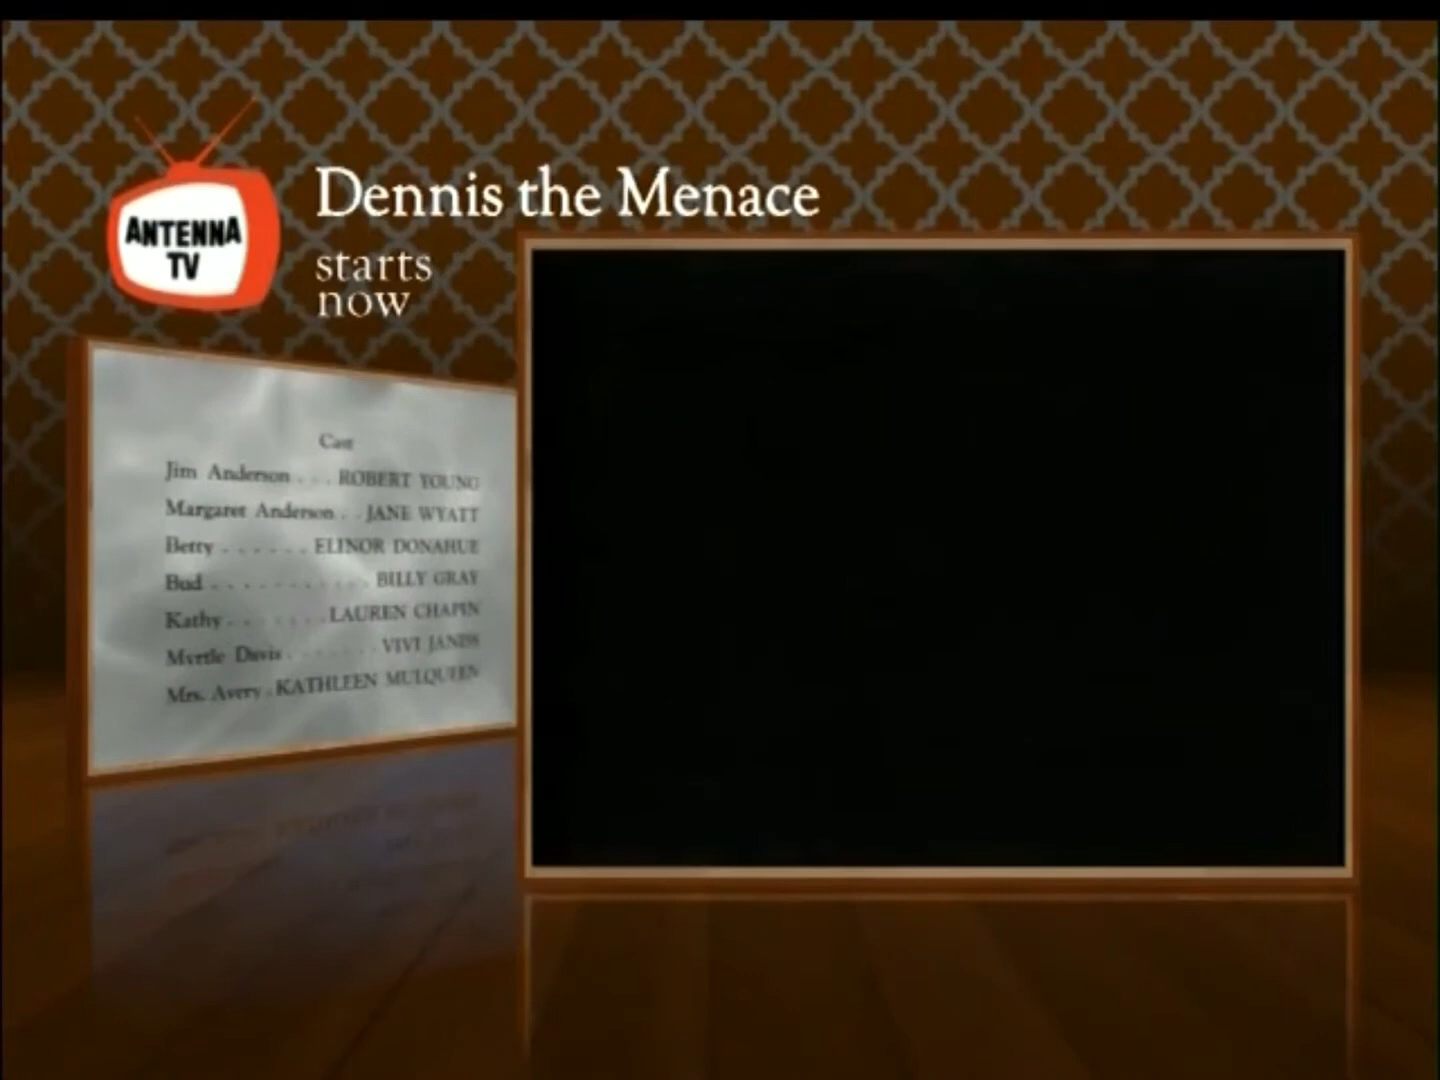 ANTENNA
TV
Dennis the Menace
starts
now
Cast
Jim Anderson . . . ROBERT YOUNG
Margaret Anderson . . JANE WYATT
Betty . . . . . . ELINOR DONAHUE
Bud . . . . . . . . . . . BILLY GRAY
Kathy . . . . . . . LAUREN CHAPIN
Myrtle Davis . . . . . . . VIVI JANISS
Mrs. Avery . KATHLEEN MULQUEEN